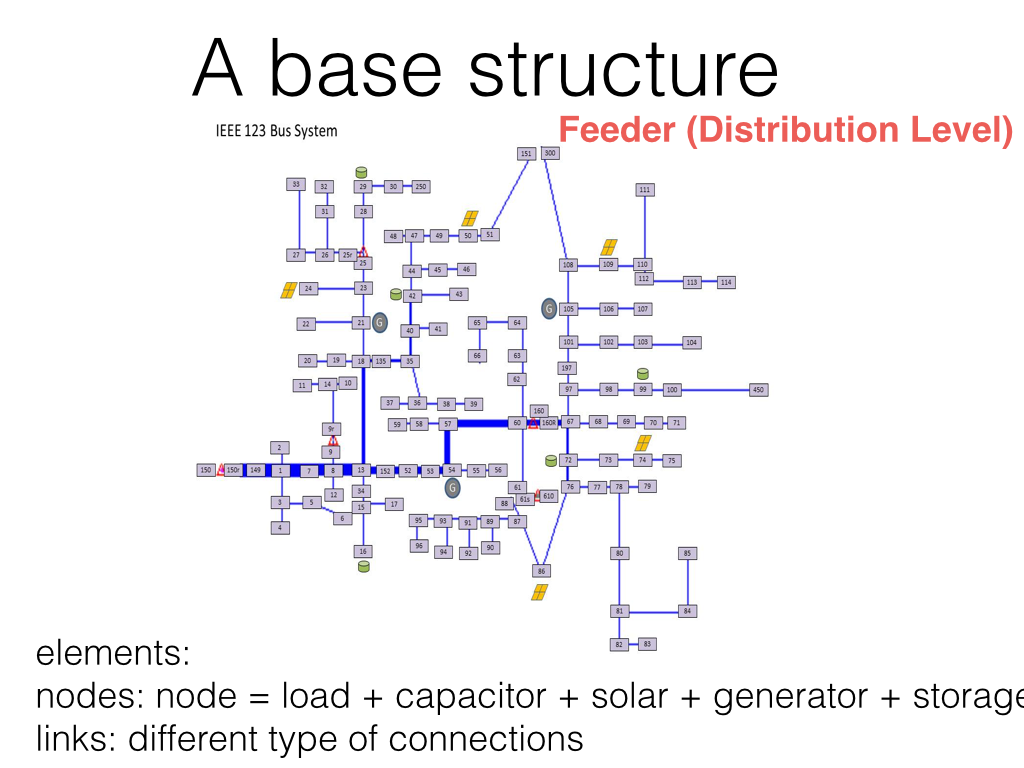 A base structure
IEEE 123 Bus System
Feeder (Distribution Level)
151 300
33 32 29 30 250 111
31 28
48 47 49 50 51
27 26 25r
25 108 109 110
44 45 46
112 113 114
24 23 42 43
22 21 40 41 65 64 105 106 107
101 102 103 104
20 19 18 135 35 66 63
197
11 14 10 62 97 98 99 100 450
37 36 38 39
160
59 58 57 60 160R 67 68 69 70 71
9r
2 9
72 73 74 75
150 150r 149 1 7 8 13 152 52 53 54 55 56
61 76 77 78 79
12 34 61s 610
3 5 15 17 88
6 95 93 91 89 87
4
16 96 94 92 90
80 85
86
81 84
82 83
elements:
nodes: node = load + capacitor + solar + generator + storage
links: different type of connections
G
G
G